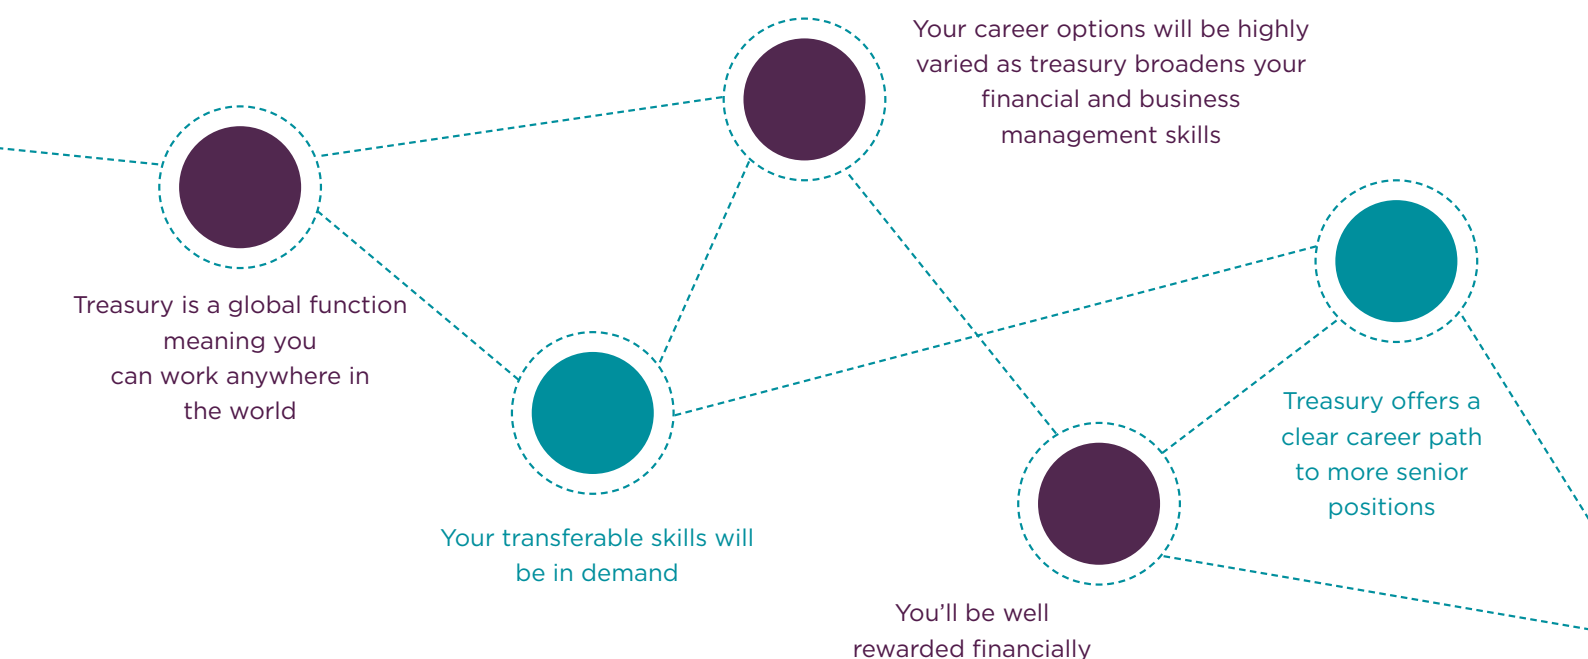 Your career options will be highly
varied as treasury broadens your
financial and business
management skills
Treasury is a global function
meaning you
can work anywhere in
the world
Treasury offers a
clear career path
to more senior
positions
Your transferable skills will
be in demand
You'll be well
rewarded financially